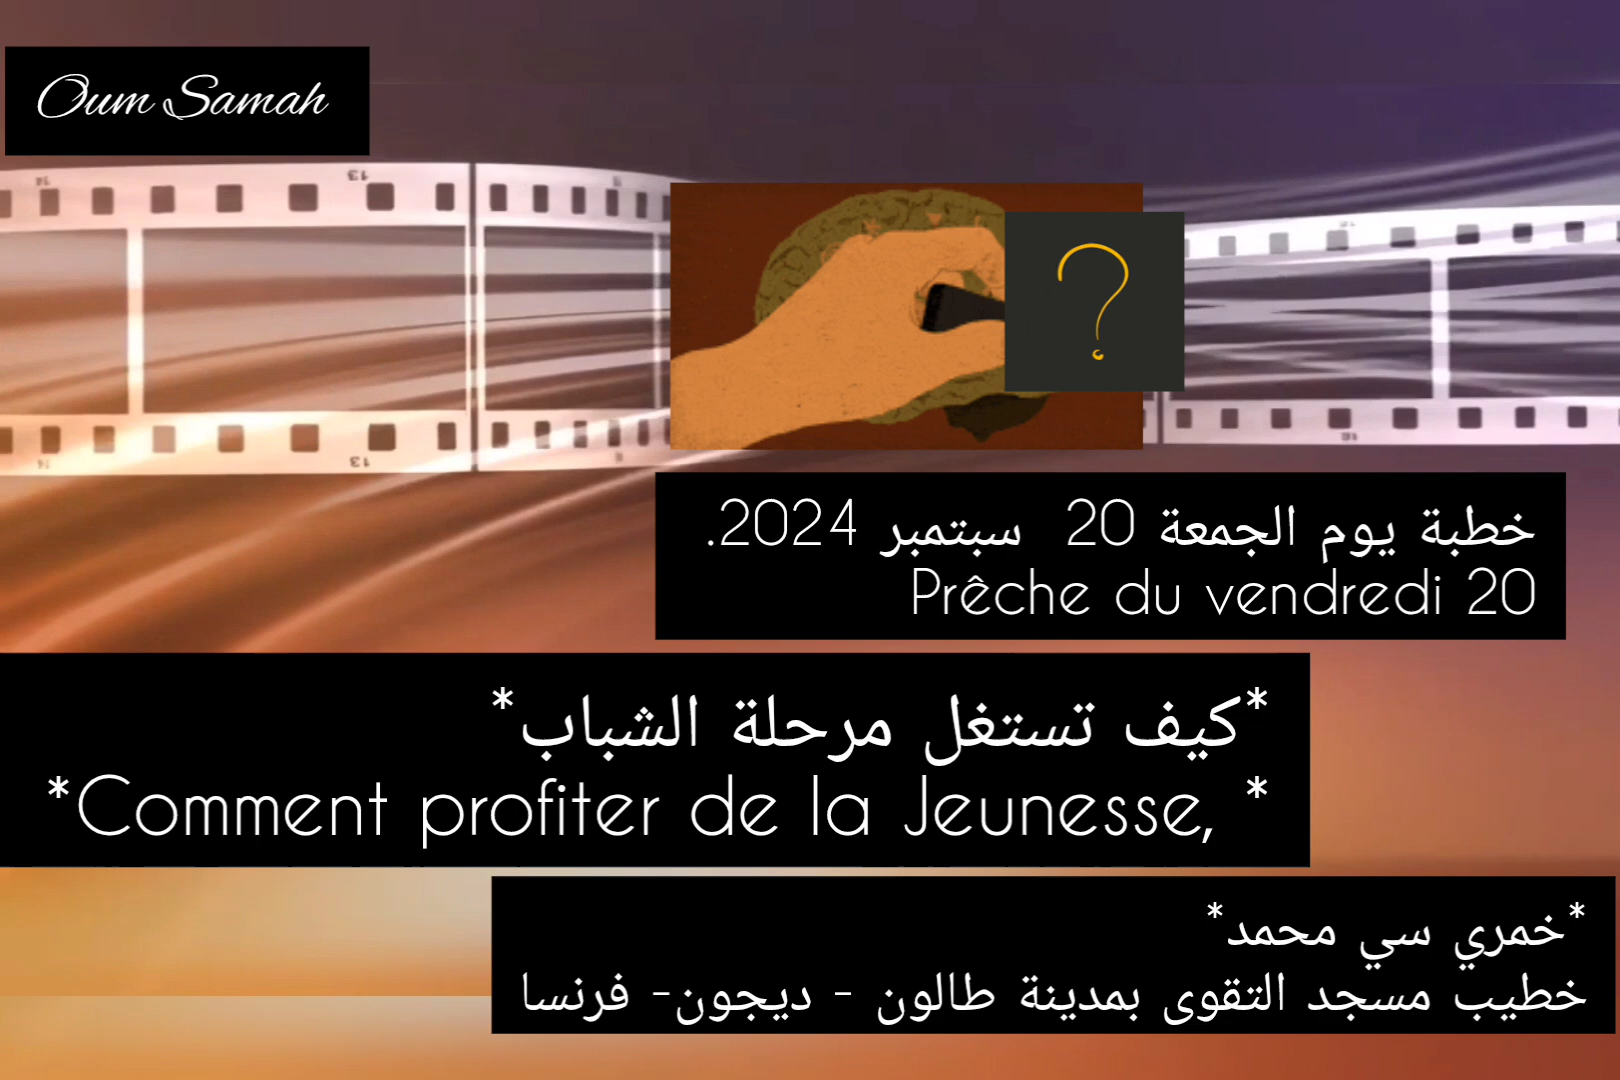 Oum Samah
?
خطبة يوم الجمعة 20 سبتمبر 2024.
Prêche du vendredi 20
*كيف تستغل مرحلة الشباب*
*Comment profiter de la Jeunesse, *
*خمري سي محمد*
خطيب مسجد التقوى بمدينة طالون - ديجون- فرنسا